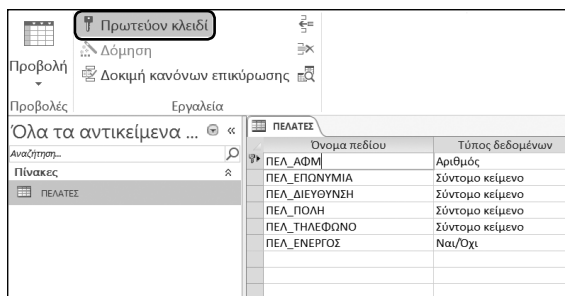 Πρωτεύον κλειδί
Δόμηση
Προβολή
Δοκιμή κανόνων επικύρωσης
Προβολές
Εργαλεία
Όλα τα αντικείμενα ...
«
Αναζήτηση...
Πίνακες
ΠΕΛΑΤΕΣ
ΠΕΛΑΤΕΣ
Όνομα πεδίου Τύπος δεδομένων
ΠΕΛ_ΑΦΜ Αριθμός
ΠΕΛ_ΕΠΩΝΥΜΙΑ Σύντομο κείμενο
ΠΕΛ_ΔΙΕΥΘΥΝΣΗ Σύντομο κείμενο
ΠΕΛ_ΠΟΛΗ Σύντομο κείμενο
ΠΕΛ_ΤΗΛΕΦΩΝΟ Σύντομο κείμενο
ΠΕΛ_ΕΝΕΡΓΟΣ Ναι/Όχι